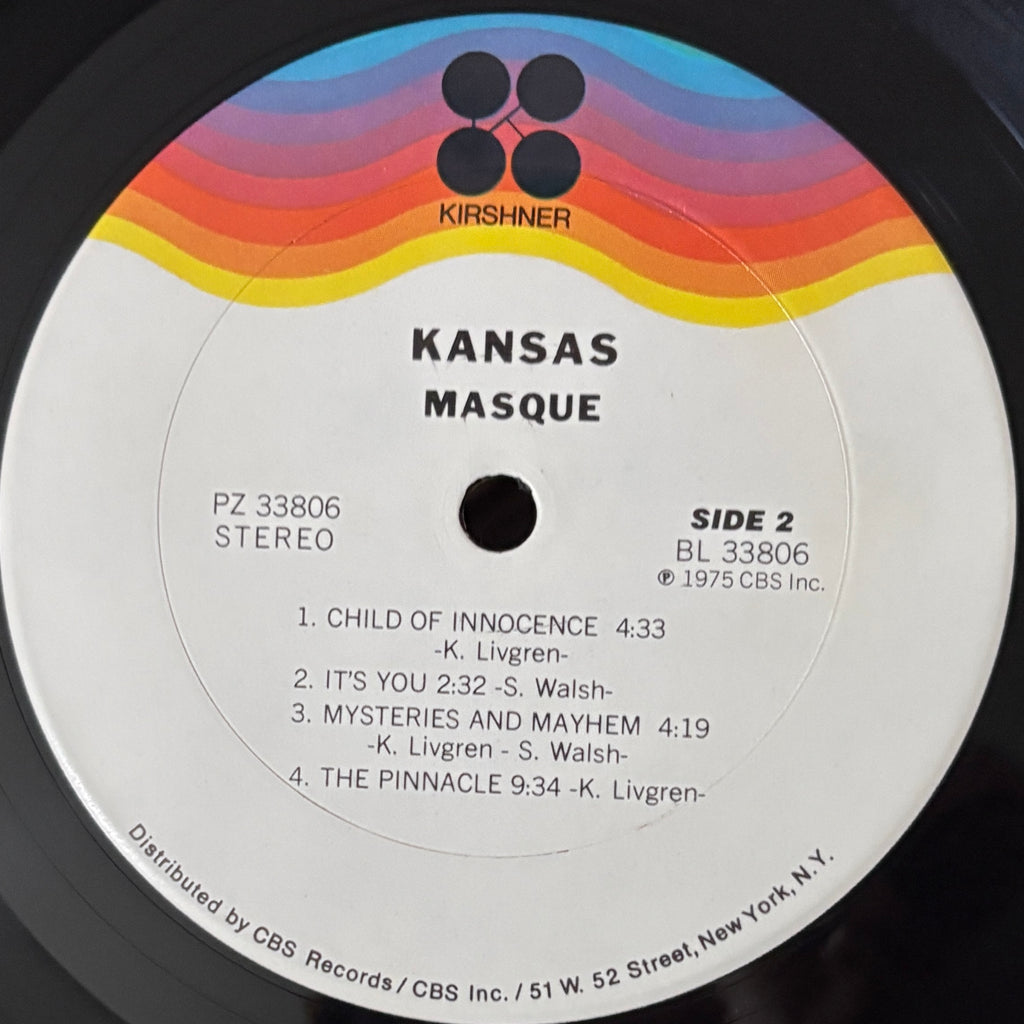 KIRSHNER
KANSAS
MASQUE
PZ 33806
STEREO
SIDE 2
BL 33806
℗ 1975 CBS Inc.
1. CHILD OF INNOCENCE 4:33
-K. Livgren-
2. IT'S YOU 2:32 -S. Walsh-
3. MYSTERIES AND MAYHEM 4:19
-K. Livgren - S. Walsh-
4. THE PINNACLE 9:34 -K. Livgren-
Distributed by CBS Records / CBS Inc. / 51 W. 52 Street, New York, N.Y.